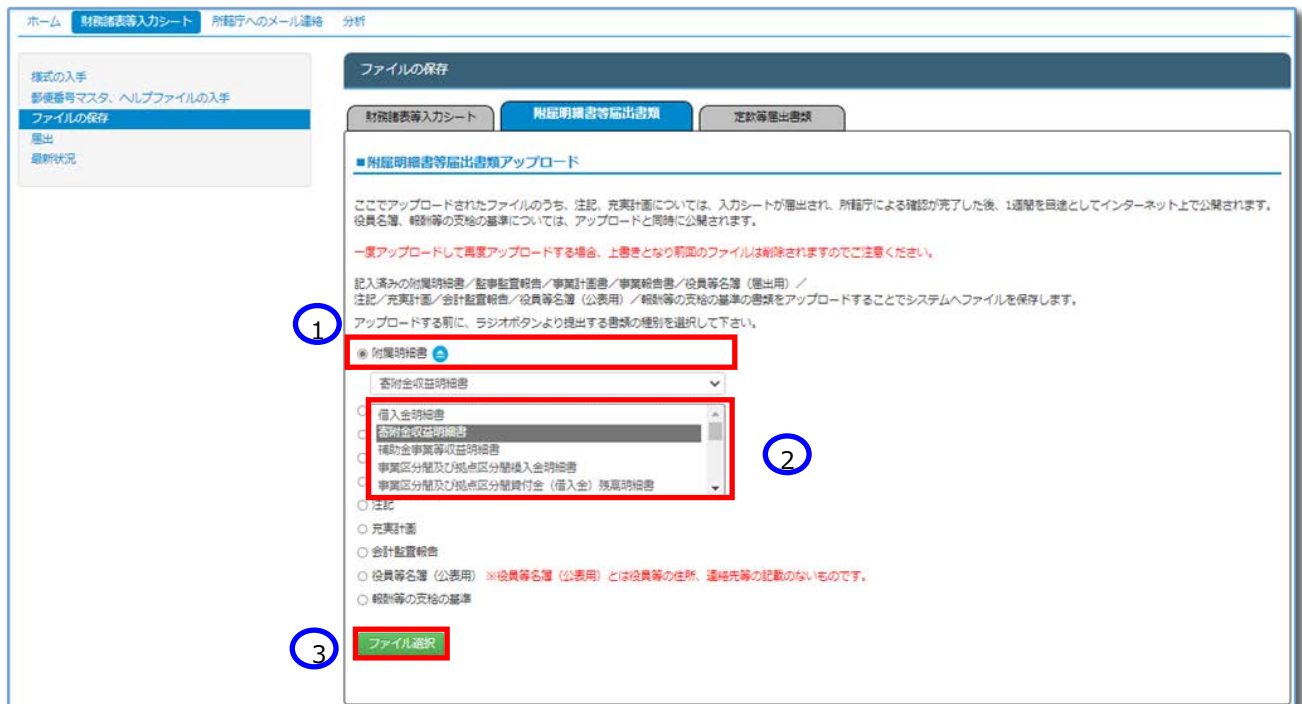 ホーム 財務諸表等入力シート 所轄庁へのメール連絡 分析
様式の入手
郵便番号マスタ、ヘルプファイルの入手
ファイルの保存
届出
最新状況
ファイルの保存
財務諸表等入力シート 附属明細書等届出書類 定款等届出書類
■附属明細書等届出書類アップロード
ここでアップロードされたファイルのうち、注記、充実計画については、入力シートが届出され、所轄庁による確認が完了した後、1週間を目途としてインターネット上で公開されます。
役員名簿、報酬等の支給の基準については、アップロードと同時に公開されます。
一度アップロードして再度アップロードする場合、上書きとなり前回のファイルは削除されますのでご注意ください。
記入済みの附属明細書／監事監査報告／事業計画書／事業報告書／役員等名簿（届出用）／
注記／充実計画／会計監査報告／役員等名簿（公表用）／報酬等の支給の基準の書類をアップロードすることでシステムへファイルを保存します。
アップロードする前に、ラジオボタンより提出する書類の種別を選択して下さい。
1
附属明細書
寄附金収益明細書
借入金明細書
寄附金収益明細書
補助金事業等収益明細書
事業区分間及び拠点区分間繰入金明細書
事業区分間及び拠点区分間貸付金（借入金）残高明細書
2
注記
充実計画
会計監査報告
役員等名簿（公表用） ※役員等名簿（公表用）とは役員等の住所、連絡先等の記載のないものです。
報酬等の支給の基準
3
ファイル選択